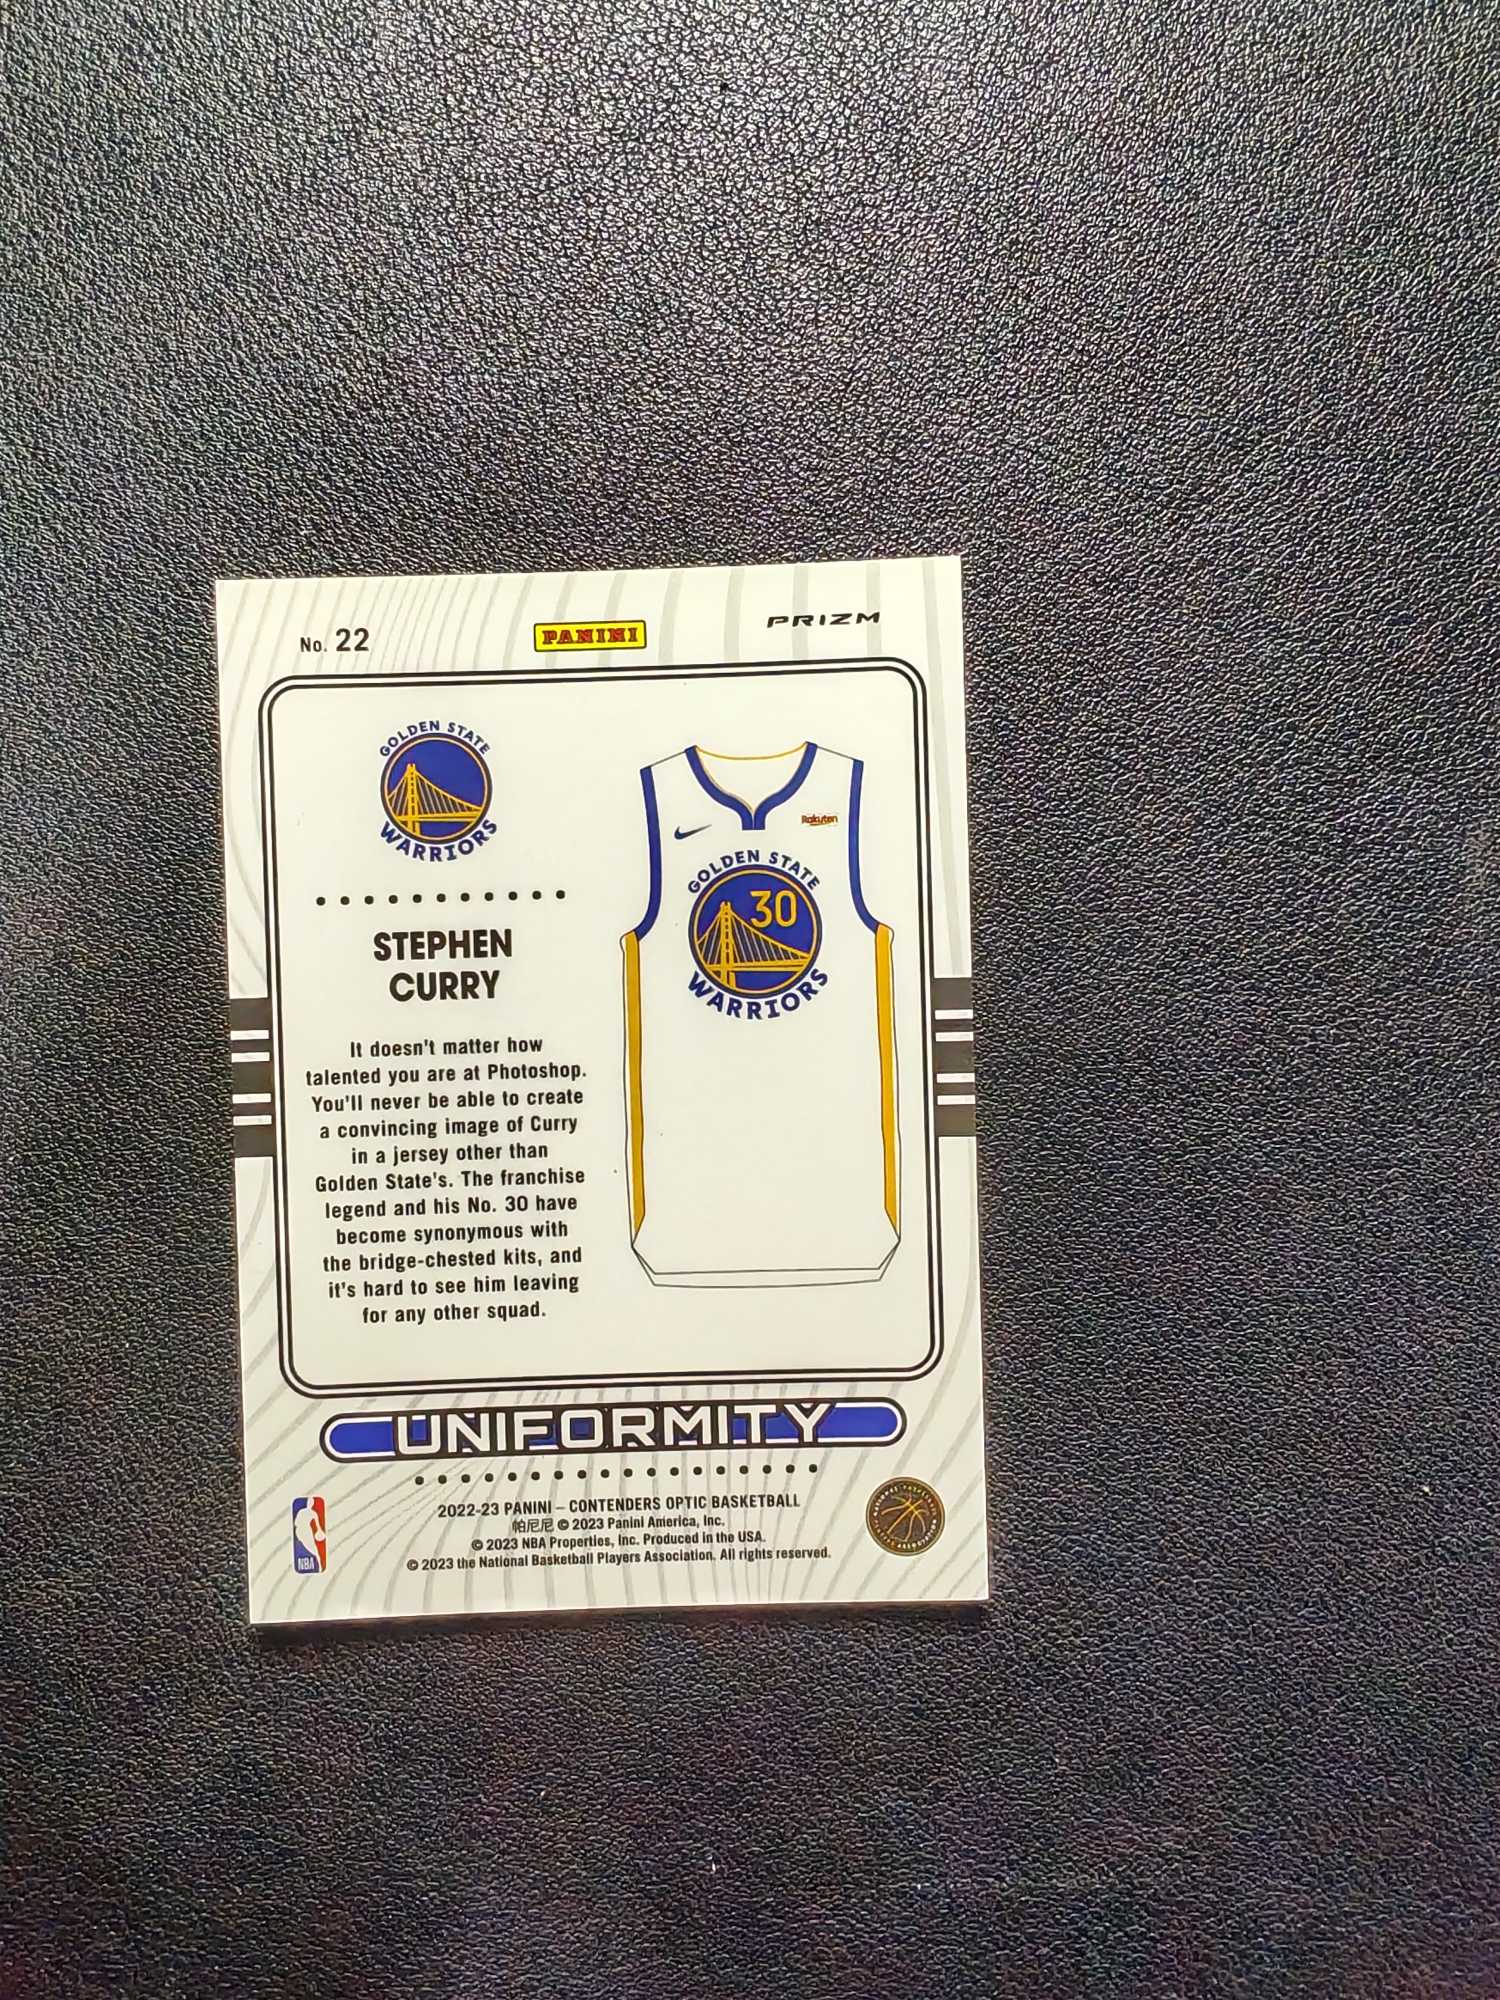 No. 22
PANINI
PRIZM
GOLDEN STATE
WARRIORS
STEPHEN
CURRY
It doesn't matter how
talented you are at Photoshop.
You'll never be able to create
a convincing image of Curry
in a jersey other than
Golden State's. The franchise
legend and his No. 30 have
become synonymous with
the bridge-chested kits, and
it's hard to see him leaving
for any other squad.
Rakuten
GOLDEN STATE
30
WARRIORS
UNIFORMITY
2022-23 PANINI – CONTENDERS OPTIC BASKETBALL
帕尼尼 © 2023 Panini America, Inc.
© 2023 NBA Properties, Inc. Produced in the USA.
© 2023 the National Basketball Players Association. All rights reserved.
NBA